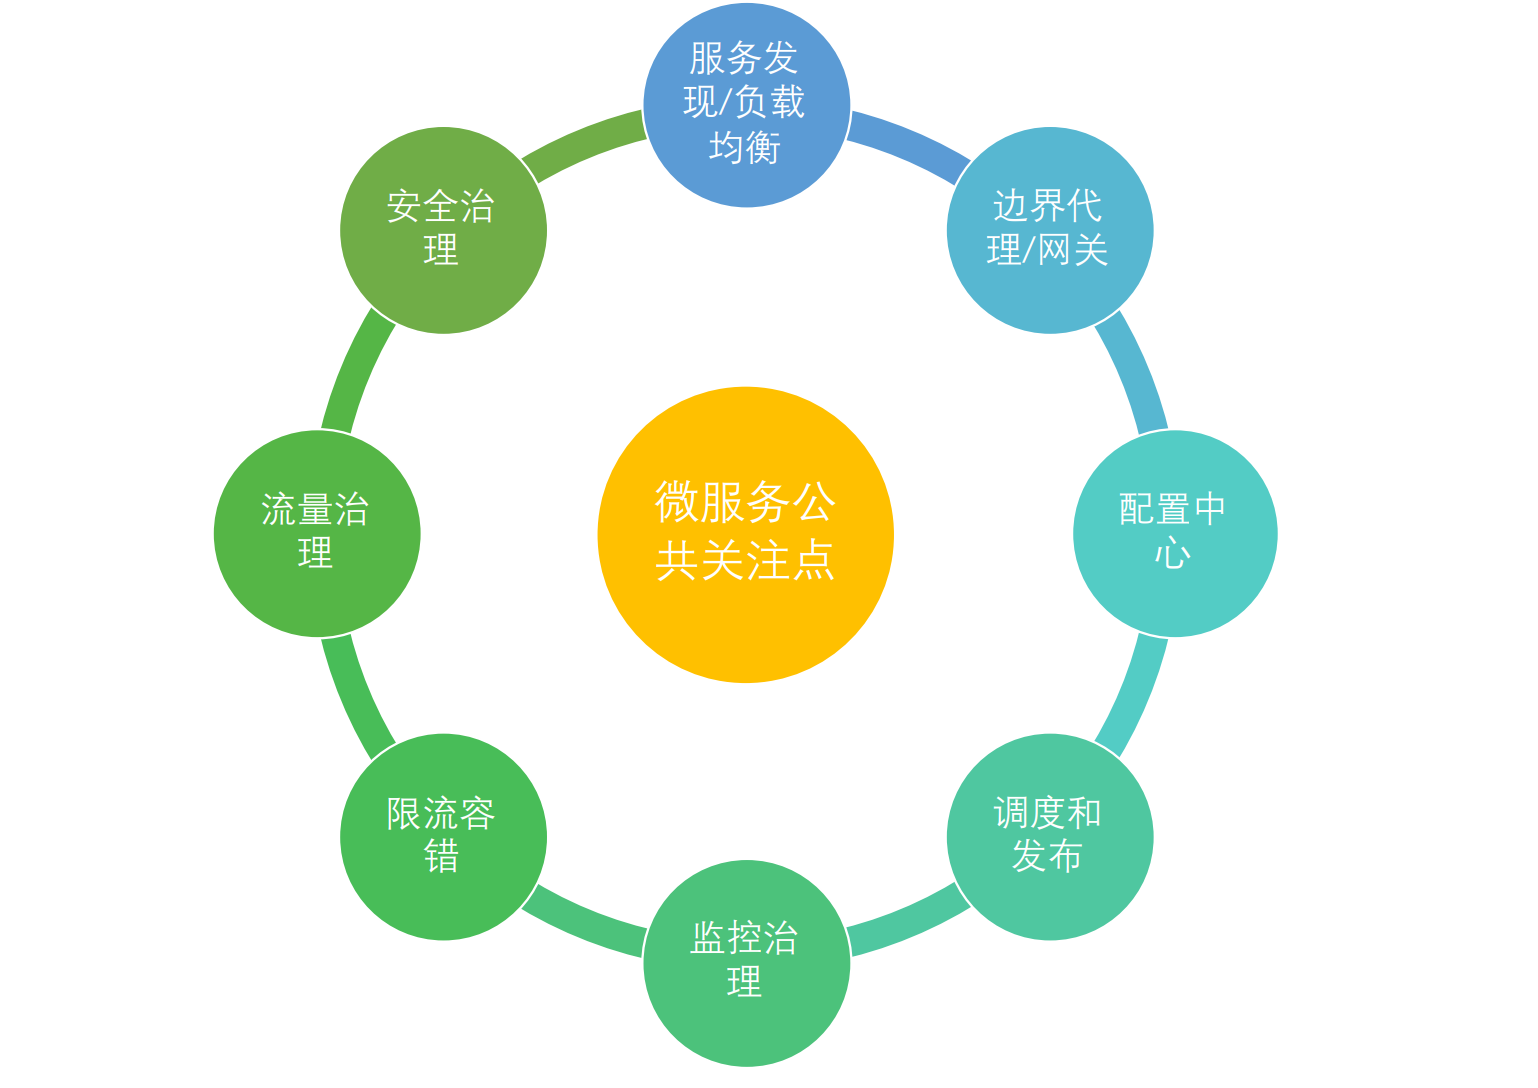 服务发
现/负载
均衡
边界代
理/网关
配置中
心
调度和
发布
监控治
理
限流容
错
流量治
理
安全治
理
微服务公
共关注点